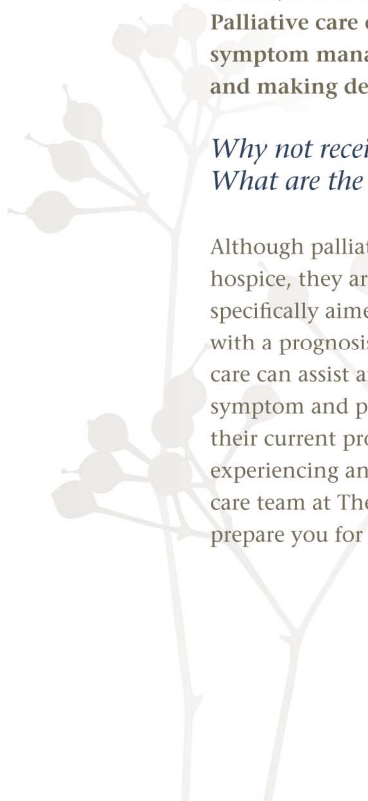 Palliative care
symptom mana
and making de
Why not recei
What are the
Although palliat
hospice, they ar
specifically aime
with a prognosis
care can assist a
symptom and p
their current pro
experiencing an
care team at The
prepare you for